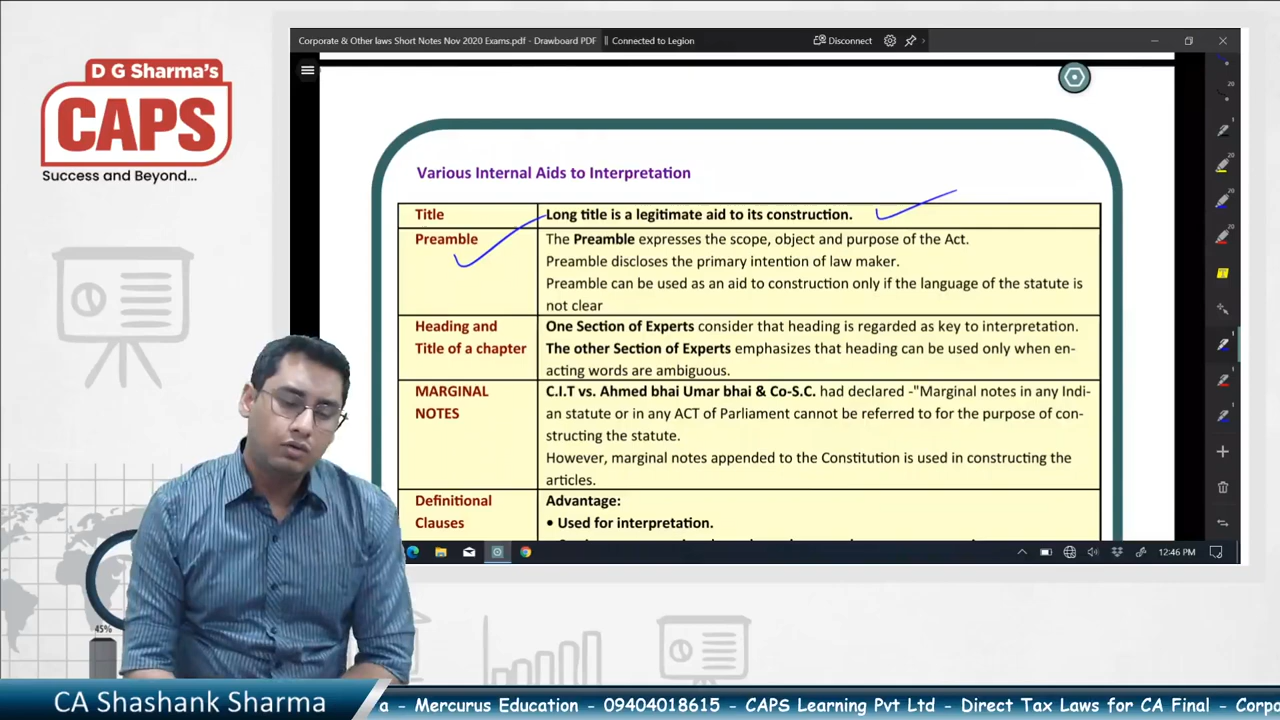 Corporate & Other laws Short Notes Nov 2020 Exams.pdf - Drawboard PDF
Connected to Legion
Disconnect
D G Sharma's
CAPS
Success and Beyond...
Various Internal Aids to Interpretation
Title
Long title is a legitimate aid to its construction.
Preamble
The Preamble expresses the scope, object and purpose of the Act.
Preamble discloses the primary intention of law maker.
Preamble can be used as an aid to construction only if the language of the statute is
not clear
Heading and
Title of a chapter
One Section of Experts consider that heading is regarded as key to interpretation.
The other Section of Experts emphasizes that heading can be used only when en-
acting words are ambiguous.
MARGINAL
NOTES
C.I.T vs. Ahmed bhai Umar bhai & Co-S.C. had declared -"Marginal notes in any Indi-
an statute or in any ACT of Parliament cannot be referred to for the purpose of con-
structing the statute.
However, marginal notes appended to the Constitution is used in constructing the
articles.
Definitional
Clauses
Advantage:
• Used for interpretation.
12:46 PM
45%
CA Shashank Sharma
a - Mercurus Education - 09404018615 - CAPS Learning Pvt Ltd - Direct Tax Laws for CA Final - Corpo